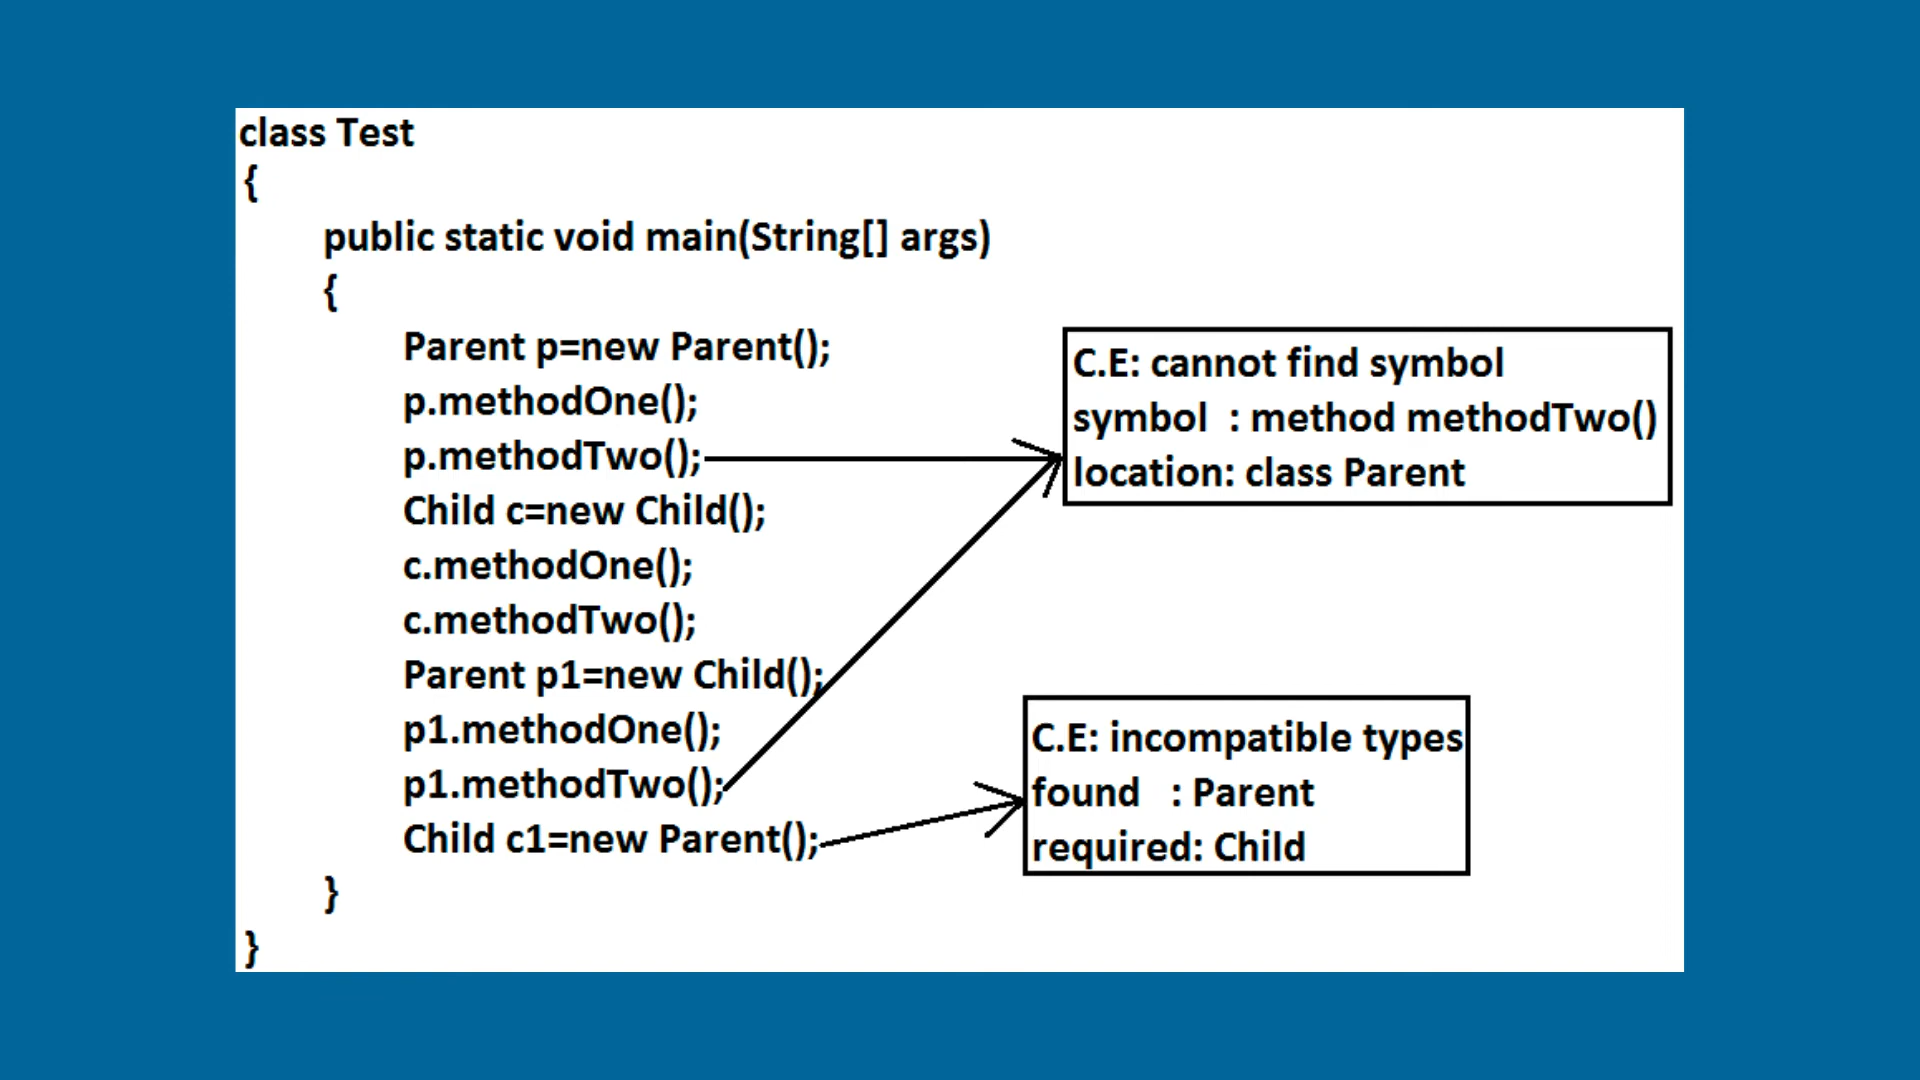 class Test
{
public static void main(String[] args)
{
Parent p=new Parent();
p.methodOne();
p.methodTwo();
Child c=new Child();
c.methodOne();
c.methodTwo();
Parent p1=new Child();
p1.methodOne();
p1.methodTwo();
Child c1=new Parent();
}
}
C.E: cannot find symbol
symbol : method methodTwo()
location: class Parent
C.E: incompatible types
found : Parent
required: Child